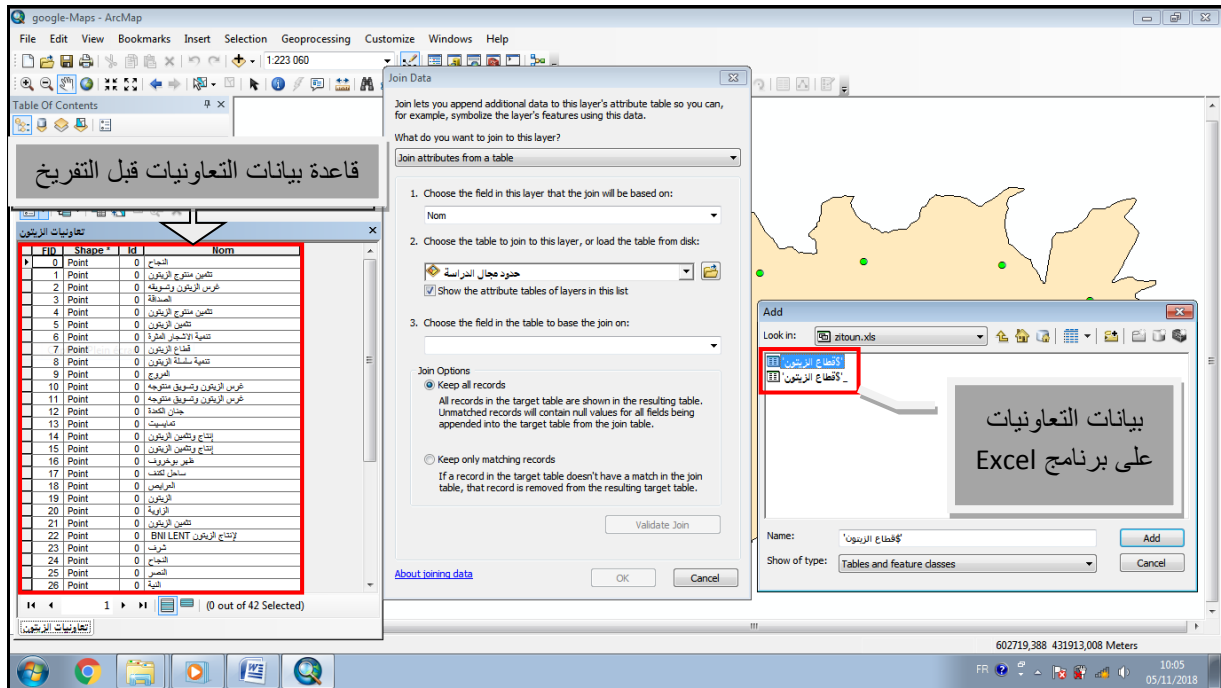 google-Maps - ArcMap
File Edit View Bookmarks Insert Selection Geoprocessing Customize Windows Help
1:223 060
Table Of Contents
قاعدة بيانات التعاونيات قبل التفريخ
تعاونيات الزيتون
FID Shape * Id Nom
0 Point 0 النجاح
1 Point 0 تثمين منتوج الزيتون
2 Point 0 غرس الزيتون وتسويقه
3 Point 0 الصداقة
4 Point 0 تثمين منتوج الزيتون
5 Point 0 تثمين الزيتون
6 Point 0 تنمية الاشجار المثرة
7 Point 0 قطاع الزيتون
8 Point 0 تنمية سلسلة الزيتون
9 Point 0 المروج
10 Point 0 غرس الزيتون وتسويق منتوجه
11 Point 0 غرس الزيتون وتسويق منتوجه
12 Point 0 جنان الكعدة
13 Point 0 تمايسيت
14 Point 0 إنتاج وتثمين الزيتون
15 Point 0 إنتاج وتثمين الزيتون
16 Point 0 ظهر بوخروف
17 Point 0 ساحل لكتف
18 Point 0 العرايص
19 Point 0 الزيتون
20 Point 0 الزاوية
21 Point 0 تثمين الزيتون
22 Point 0 لإنتاج الزيتون BNI LENT
23 Point 0 شرف
24 Point 0 النجاح
25 Point 0 النصر
26 Point 0 النية
1 (0 out of 42 Selected)
تعاونيات الزيتون
Join Data
Join lets you append additional data to this layer's attribute table so you can,
for example, symbolize the layer's features using this data.
What do you want to join to this layer?
Join attributes from a table
1. Choose the field in this layer that the join will be based on:
Nom
2. Choose the table to join to this layer, or load the table from disk:
حدود مجال الدراسة
Show the attribute tables of layers in this list
3. Choose the field in the table to base the join on:
Join Options
Keep all records
All records in the target table are shown in the resulting table.
Unmatched records will contain null values for all fields being
appended into the target table from the join table.
Keep only matching records
If a record in the target table doesn't have a match in the join
table, that record is removed from the resulting target table.
Validate Join
About joining data
OK Cancel
Add
Look in: zitoun.xls
'قطاع الزيتون$'
'قطاع الزيتون$'_
بيانات التعاونيات
على برنامج Excel
Name: 'قطاع الزيتون$'
Add
Show of type: Tables and feature classes
Cancel
602719,388 431913,008 Meters
FR 10:05
05/11/2018